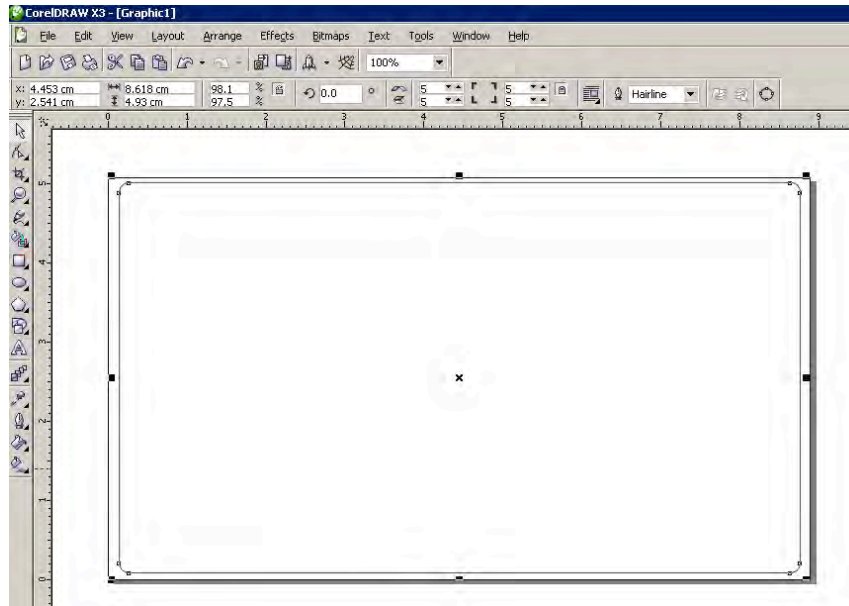 CorelDRAW X3 - [Graphic1]
File Edit View Layout Arrange Effects Bitmaps Text Tools Window Help
100%
x: 4.453 cm 8.618 cm 98.1 % 0.0 ° 5 5 Hairline
y: 2.541 cm 4.93 cm 97.5 % 5 5
0 1 2 3 4 5 6 7 8 9
5
4
3
2
1
0